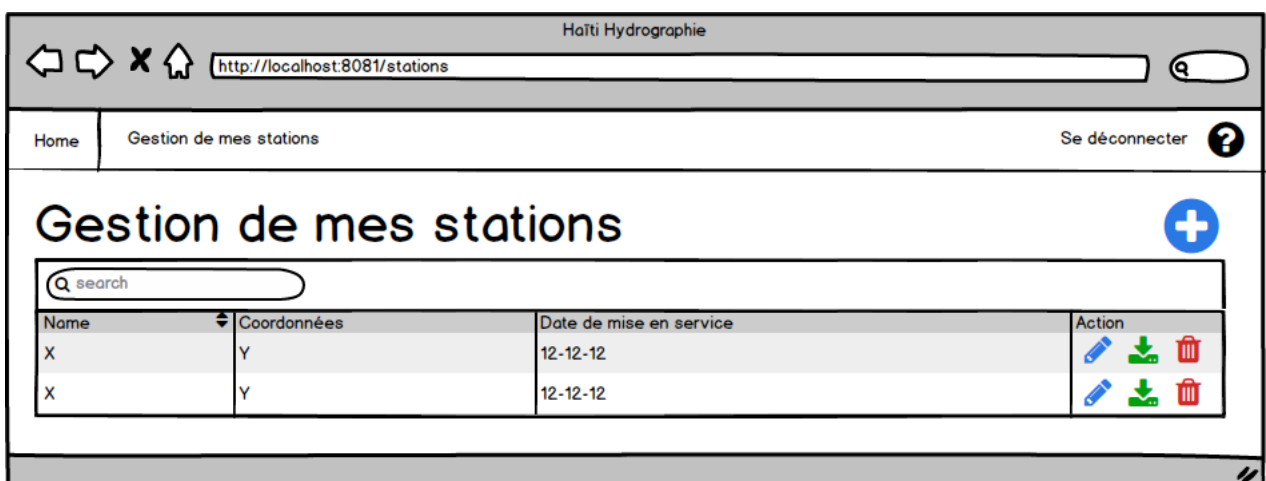 Haïti Hydrographie
http://localhost:8081/stations
Home Gestion de mes stations Se déconnecter ?
Gestion de mes stations
search
Name Coordonnées Date de mise en service Action
X Y 12-12-12
X Y 12-12-12